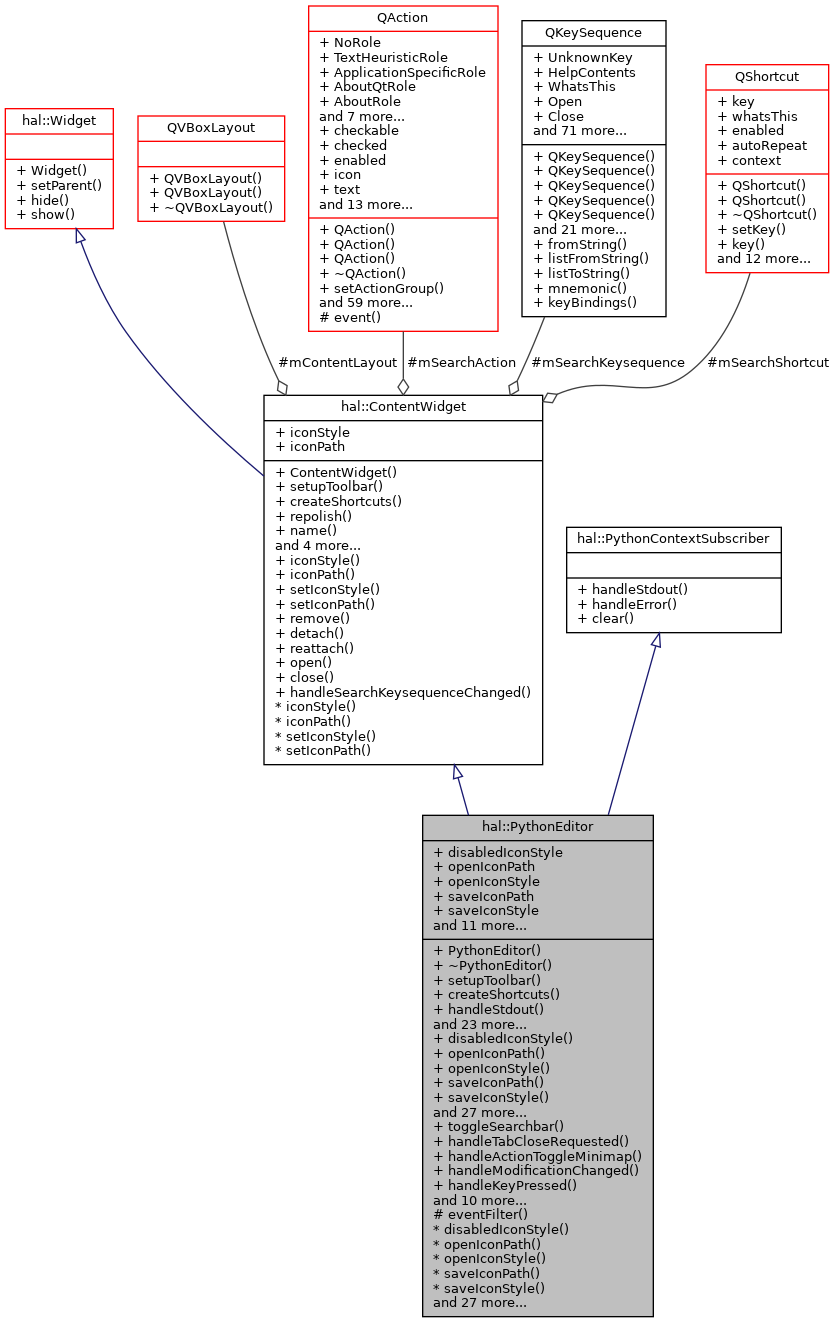 QAction
+ NoRole
+ TextHeuristicRole
+ ApplicationSpecificRole
+ AboutQtRole
+ AboutRole
and 7 more...
+ checkable
+ checked
+ enabled
+ icon
+ text
and 13 more...
+ QAction()
+ QAction()
+ QAction()
+ ~QAction()
+ setActionGroup()
and 59 more...
# event()
QKeySequence
+ UnknownKey
+ HelpContents
+ WhatsThis
+ Open
+ Close
and 71 more...
+ QKeySequence()
+ QKeySequence()
+ QKeySequence()
+ QKeySequence()
+ QKeySequence()
and 21 more...
+ fromString()
+ listFromString()
+ listToString()
+ mnemonic()
+ keyBindings()
QShortcut
+ key
+ whatsThis
+ enabled
+ autoRepeat
+ context
+ QShortcut()
+ QShortcut()
+ ~QShortcut()
+ setKey()
+ key()
and 12 more...
hal::Widget
+ Widget()
+ setParent()
+ hide()
+ show()
QVBoxLayout
+ QVBoxLayout()
+ QVBoxLayout()
+ ~QVBoxLayout()
#mContentLayout
#mSearchAction
#mSearchKeysequence
#mSearchShortcut
hal::ContentWidget
+ iconStyle
+ iconPath
+ ContentWidget()
+ setupToolbar()
+ createShortcuts()
+ repolish()
+ name()
and 4 more...
+ iconStyle()
+ iconPath()
+ setIconStyle()
+ setIconPath()
+ remove()
+ detach()
+ reattach()
+ open()
+ close()
+ handleSearchKeysequenceChanged()
* iconStyle()
* iconPath()
* setIconStyle()
* setIconPath()
hal::PythonContextSubscriber
+ handleStdout()
+ handleError()
+ clear()
hal::PythonEditor
+ disabledIconStyle
+ openIconPath
+ openIconStyle
+ saveIconPath
+ saveIconStyle
and 11 more...
+ PythonEditor()
+ ~PythonEditor()
+ setupToolbar()
+ createShortcuts()
+ handleStdout()
and 23 more...
+ disabledIconStyle()
+ openIconPath()
+ openIconStyle()
+ saveIconPath()
+ saveIconStyle()
and 27 more...
+ toggleSearchbar()
+ handleTabCloseRequested()
+ handleActionToggleMinimap()
+ handleModificationChanged()
+ handleKeyPressed()
and 10 more...
# eventFilter()
* disabledIconStyle()
* openIconPath()
* openIconStyle()
* saveIconPath()
* saveIconStyle()
and 27 more...